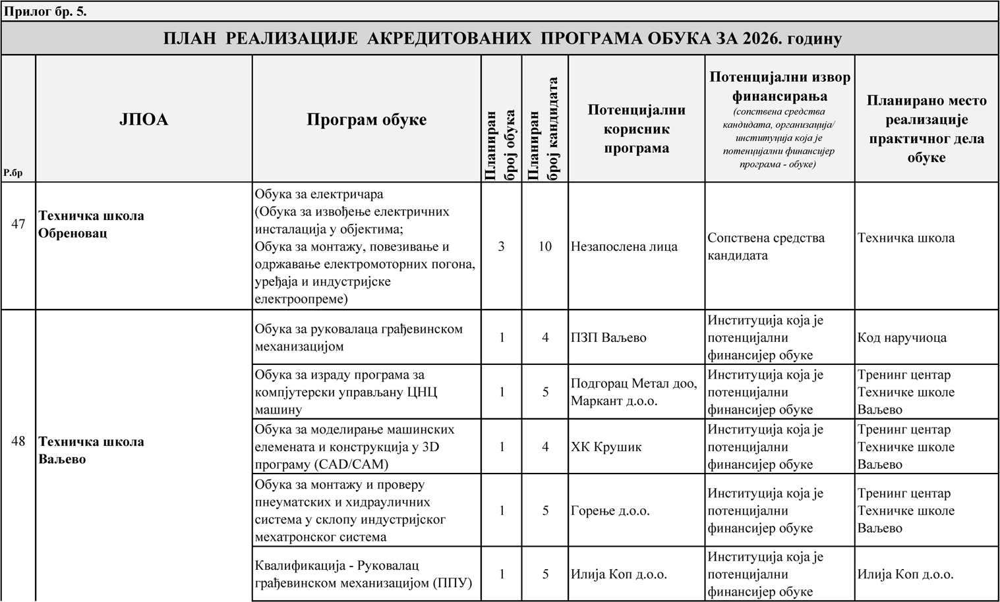 Прилог бр. 5.
ПЛАН РЕАЛИЗАЦИЈЕ АКРЕДИТОВАНИХ ПРОГРАМА ОБУКА ЗА 2026. годину
Р.бр
ЈПОА
Програм обуке
Планиран
број обука
Планиран
број кандидата
Потенцијални
корисник
програма
Потенцијални извор
финансирања
(сопствена средства
кандидата, организација/
институција која је
потенцијални финансијер
програма - обуке)
Планирано место
реализације
практичног дела
обуке
47
Техничка школа
Обреновац
Обука за електричара
(Обука за извођење електричних
инсталација у објектима;
Обука за монтажу, повезивање и
одржавање електромоторних погона,
уређаја и индустријске
електроопреме)
3
10
Незапослена лица
Сопствена средства
кандидата
Техничка школа
48
Техничка школа
Ваљево
Обука за руковалаца грађевинском
механизацијом
1
4
ПЗП Ваљево
Институција која је
потенцијални
финансијер обуке
Код наручиоца
Обука за израду програма за
компјутерски управљану ЦНЦ
машину
1
5
Подгорац Метал доо,
Маркант д.о.о.
Институција која је
потенцијални
финансијер обуке
Тренинг центар
Техничке школе
Ваљево
Обука за моделирање машинских
елемената и конструкција у 3D
програму (CAD/CAM)
1
4
ХК Крушик
Институција која је
потенцијални
финансијер обуке
Тренинг центар
Техничке школе
Ваљево
Обука за монтажу и проверу
пнеуматских и хидрауличних
система у склопу индустријског
мехатронског система
1
5
Горење д.о.о.
Институција која је
потенцијални
финансијер обуке
Тренинг центар
Техничке школе
Ваљево
Квалификација - Руковалац
грађевинском механизацијом (ППУ)
1
5
Илија Коп д.о.о.
Институција која је
потенцијални
финансијер обуке
Илија Коп д.о.о.